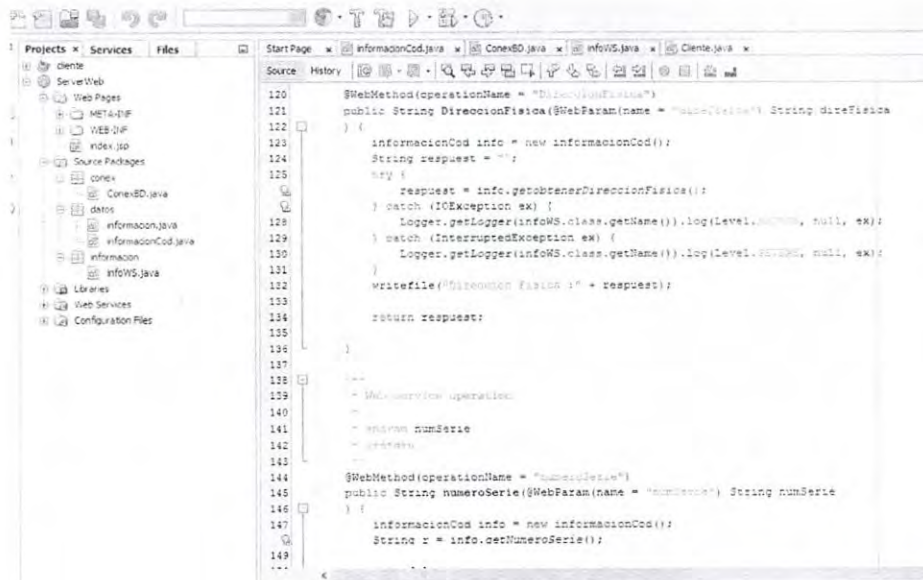 Projects Services Files
cliente
ServerWeb
Web Pages
META-INF
WEB-INF
index.jsp
Source Packages
conex
ConexBD.java
datos
informacion.java
informacionCod.java
informacion
infoWS.java
Libraries
Web Services
Configuration Files
Start Page informacionCod.java ConexBD.java infoWS.java Cliente.java
Source History
120 @WebMethod(operationName = "DireccionFisica")
121 public String DireccionFisica(@WebParam(name = "direFisica") String direFisica
122 ) {
123 informacionCod info = new informacionCod();
124 String respuest = "";
125 try {
respuest = info.getobtenerDireccionFisica();
} catch (IOException ex) {
128 Logger.getLogger(infoWS.class.getName()).log(Level.SEVERE, null, ex);
129 } catch (InterruptedException ex) {
130 Logger.getLogger(infoWS.class.getName()).log(Level.SEVERE, null, ex);
131 }
132 writefile("Direccion fisica :" + respuest);
133
134 return respuest;
135
136 }
137
138
139 * Web service operation
140
141 * @param numSerie
142 * @return
143
144 @WebMethod(operationName = "numeroSerie")
145 public String numeroSerie(@WebParam(name = "numSerie") String numSerie
146 ) {
147 informacionCod info = new informacionCod();
String r = info.getNumeroSerie();
149